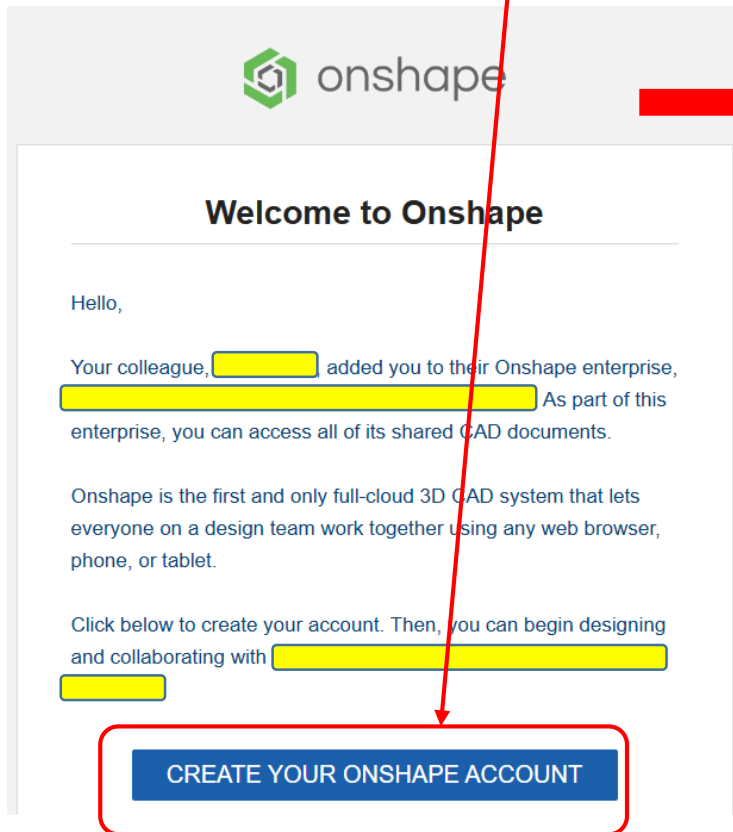 onshape
Welcome to Onshape
Hello,
Your colleague, , added you to their Onshape enterprise,
As part of this
enterprise, you can access all of its shared CAD documents.
Onshape is the first and only full-cloud 3D CAD system that lets
everyone on a design team work together using any web browser,
phone, or tablet.
Click below to create your account. Then, you can begin designing
and collaborating with
CREATE YOUR ONSHAPE ACCOUNT